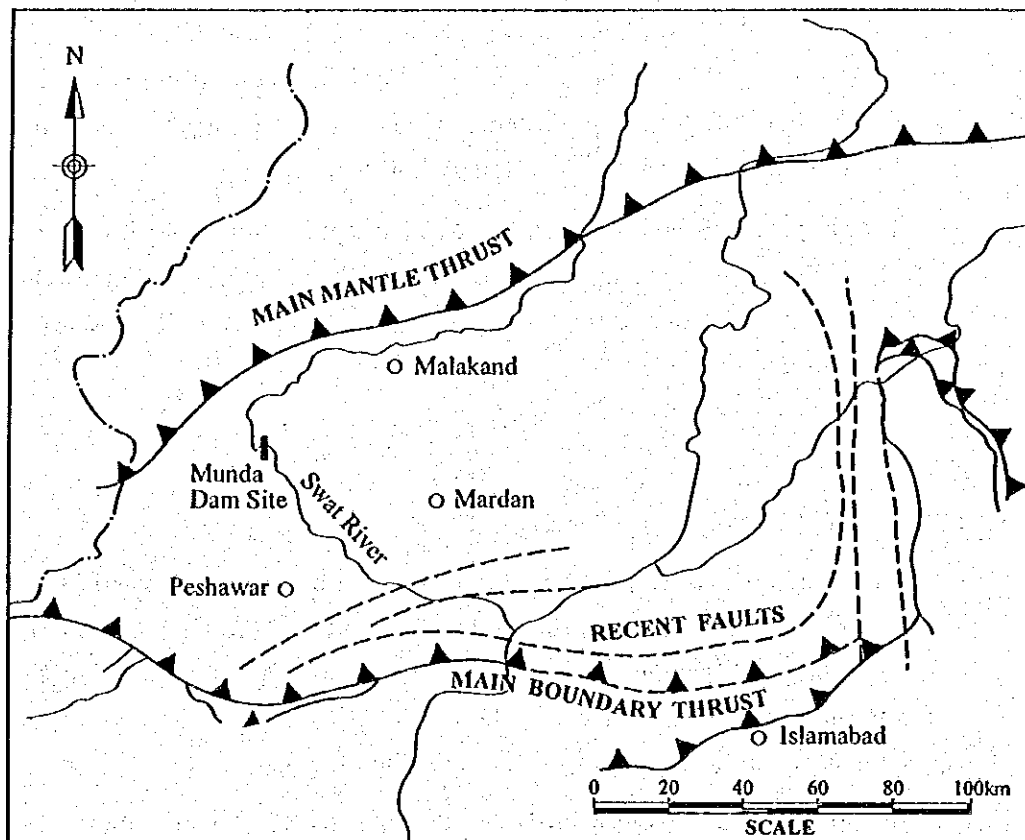 N
MAIN MANTLE THRUST
Malakand
Munda
Dam Site
Swat River
Mardan
Peshawar
RECENT FAULTS
MAIN BOUNDARY THRUST
Islamabad
0 20 40 60 80 100km
SCALE